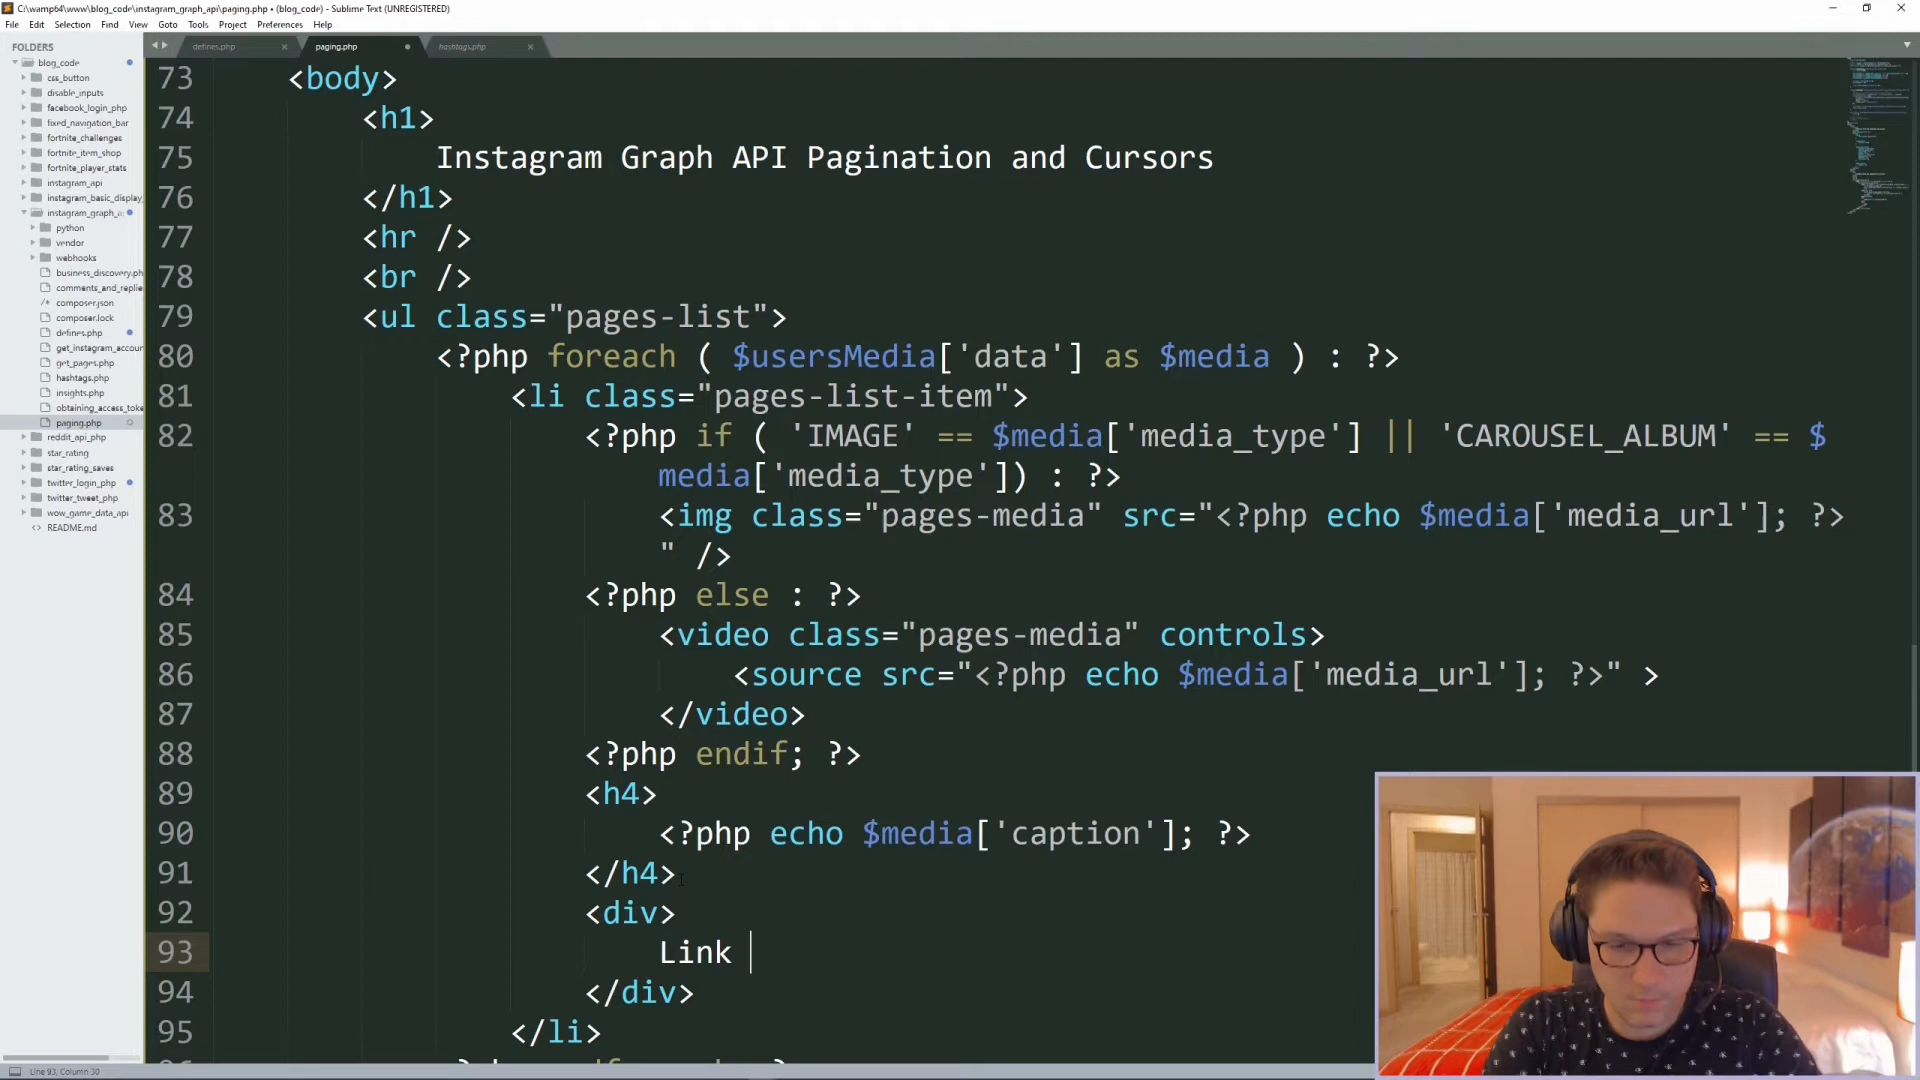 C:\wamp64\www\blog_code\instagram_graph_api\paging.php • (blog_code) - Sublime Text (UNREGISTERED)
File Edit Selection Find View Goto Tools Project Preferences Help
FOLDERS
blog_code
css_button
disable_inputs
facebook_login_php
fixed_navigation_bar
fortnite_challenges
fortnite_item_shop
fortnite_player_stats
instagram_api
instagram_basic_display_
instagram_graph_a
python
vendor
webhooks
business_discovery.ph
comments_and_replie
/* composer.json
composer.lock
defines.php
get_instagram_accour
get_pages.php
hashtags.php
insights.php
obtaining_access_toke
paging.php
reddit_api_php
star_rating
star_rating_saves
twitter_login_php
twitter_tweet_php
wow_game_data_api
<> README.md
defines.php paging.php hashtags.php
73 <body>
74 <h1>
75 Instagram Graph API Pagination and Cursors
76 </h1>
77 <hr />
78 <br />
79 <ul class="pages-list">
80 <?php foreach ( $usersMedia['data'] as $media ) : ?>
81 <li class="pages-list-item">
82 <?php if ( 'IMAGE' == $media['media_type'] || 'CAROUSEL_ALBUM' == $
media['media_type']) : ?>
83 <img class="pages-media" src="<?php echo $media['media_url']; ?>
" />
84 <?php else : ?>
85 <video class="pages-media" controls>
86 <source src="<?php echo $media['media_url']; ?>" >
87 </video>
88 <?php endif; ?>
89 <h4>
90 <?php echo $media['caption']; ?>
91 </h4>
92 <div>
93 Link
94 </div>
95 </li>
Line 93, Column 30